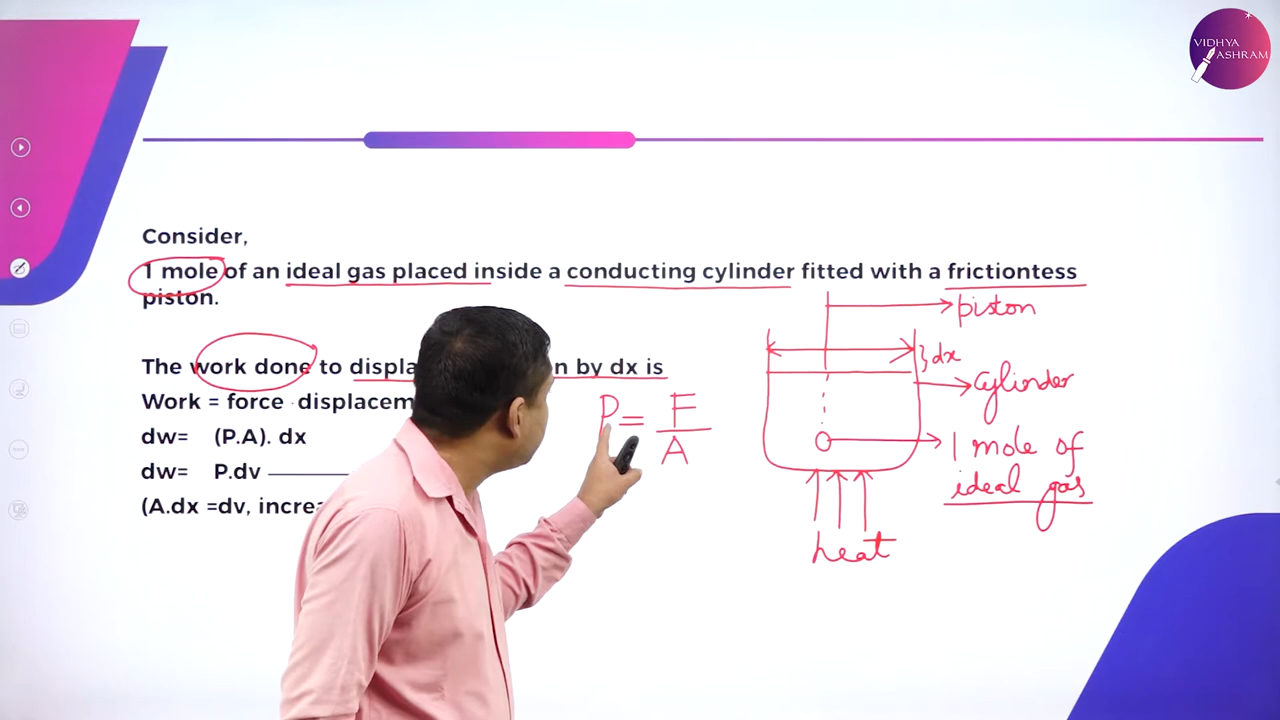 VIDHYA
ASHRAM
Consider,
1 mole of an ideal gas placed inside a conducting cylinder fitted with a frictiontess
piston.
The work done to by dx is
Work = force . displacem
dw= (P.A). dx
dw= P.dv
(A.dx =dv,
P = F
A
piston
dx
cylinder
1 mole of
ideal gas
heat